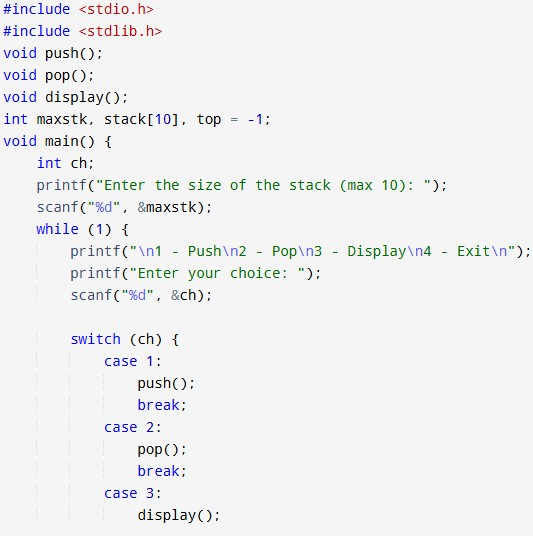 #include <stdio.h>
#include <stdlib.h>
void push();
void pop();
void display();
int maxstk, stack[10], top = -1;
void main() {
    int ch;
    printf("Enter the size of the stack (max 10): ");
    scanf("%d", &maxstk);
    while (1) {
        printf("\n1 - Push\n2 - Pop\n3 - Display\n4 - Exit\n");
        printf("Enter your choice: ");
        scanf("%d", &ch);

        switch (ch) {
            case 1:
                push();
                break;
            case 2:
                pop();
                break;
            case 3:
                display();